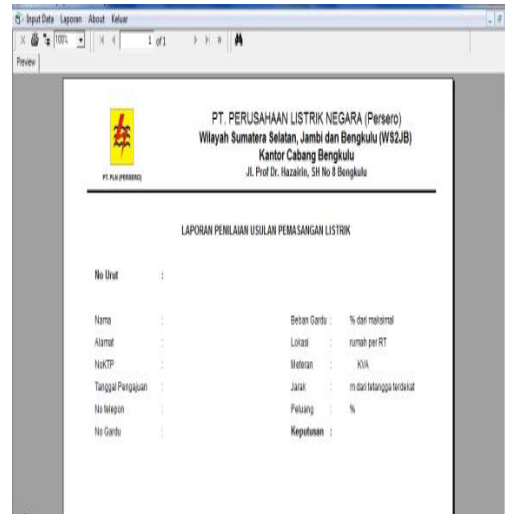 Input Data Laporan About Keluar
100% 1 of 1
Preview
PT. PERUSAHAAN LISTRIK NEGARA (Persero)
Wilayah Sumatera Selatan, Jambi dan Bengkulu (WS2JB)
Kantor Cabang Bengkulu
Jl. Prof Dr. Hazairin, SH No 8 Bengkulu
PT. PLN (PERSERO)
LAPORAN PENILAIAN USULAN PEMASANGAN LISTRIK
No Urut :
Nama : Beban Gardu : % dari maksimal
Alamat : Lokasi : rumah per RT
NoKTP : Meteran : KVA
Tanggal Pengajuan : Jarak : m dari tetangga terdekat
No telepon : Peluang : %
No Gardu : Keputusan :